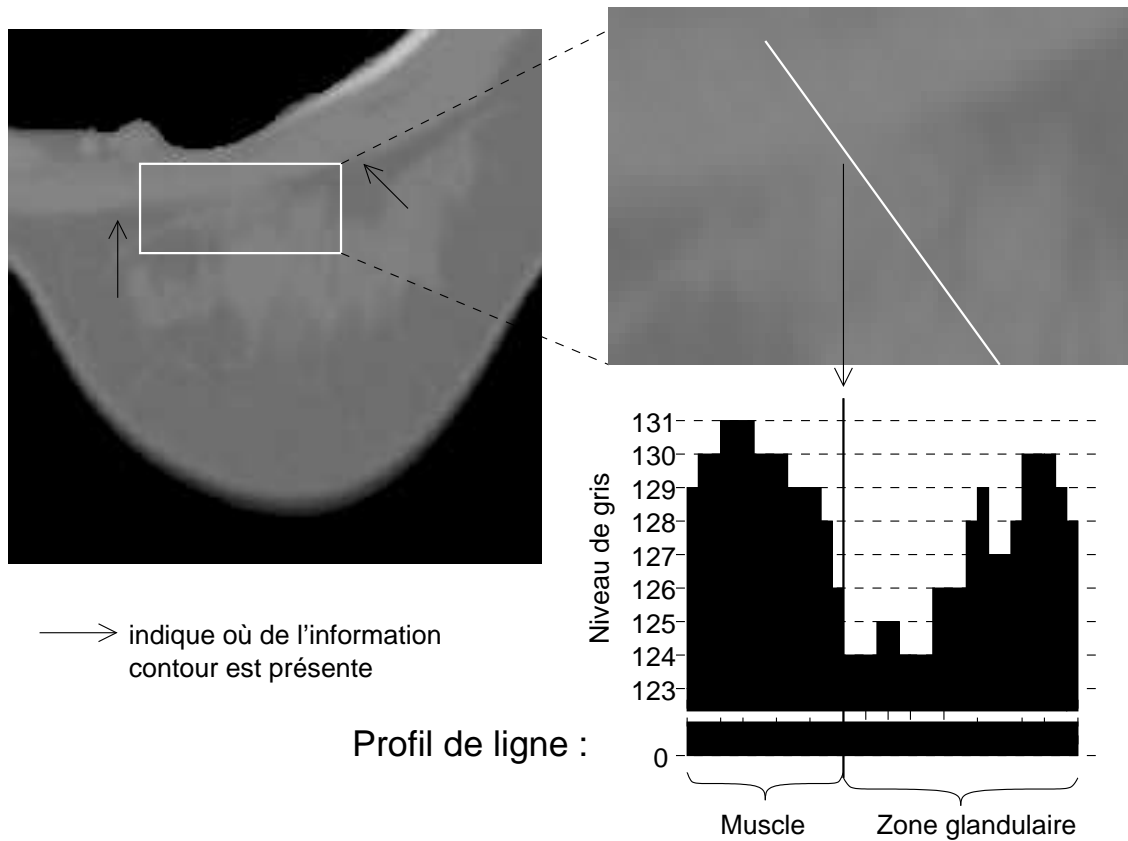 131
130
129
128
127
126
125
124
123
0
Niveau de gris
indique où de l'information
contour est présente
Profil de ligne :
Muscle
Zone glandulaire